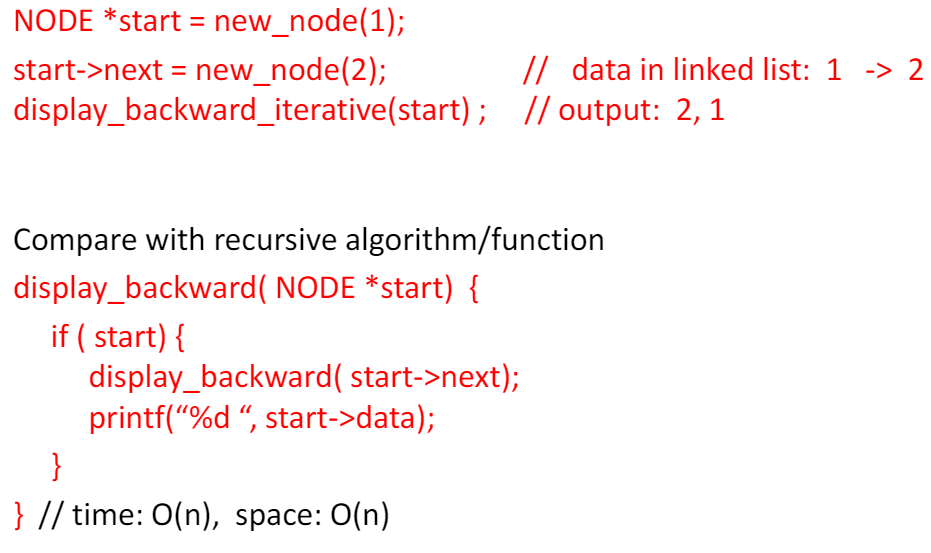 NODE *start = new_node(1);
start->next = new_node(2); // data in linked list: 1 -> 2
display_backward_iterative(start) ; // output: 2, 1
Compare with recursive algorithm/function
display_backward( NODE *start) {
if ( start) {
display_backward( start->next);
printf(“%d “, start->data);
}
} // time: O(n), space: O(n)